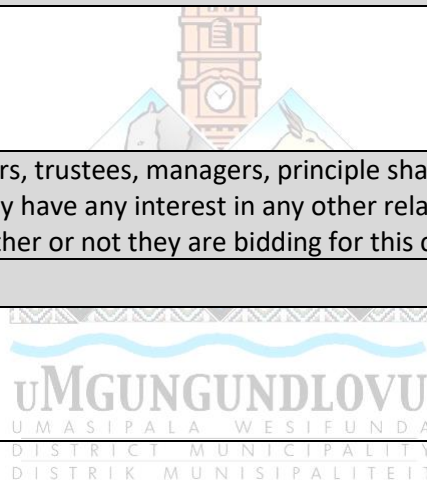 rs, trustees, managers, principle sha
y have any interest in any other rela
ther or not they are bidding for this c
UMGUNGUNDLOVU
UMASIPALA WESIFUNDA
DISTRICT MUNICIPALITY
DISTRIK MUNISIPALITEIT